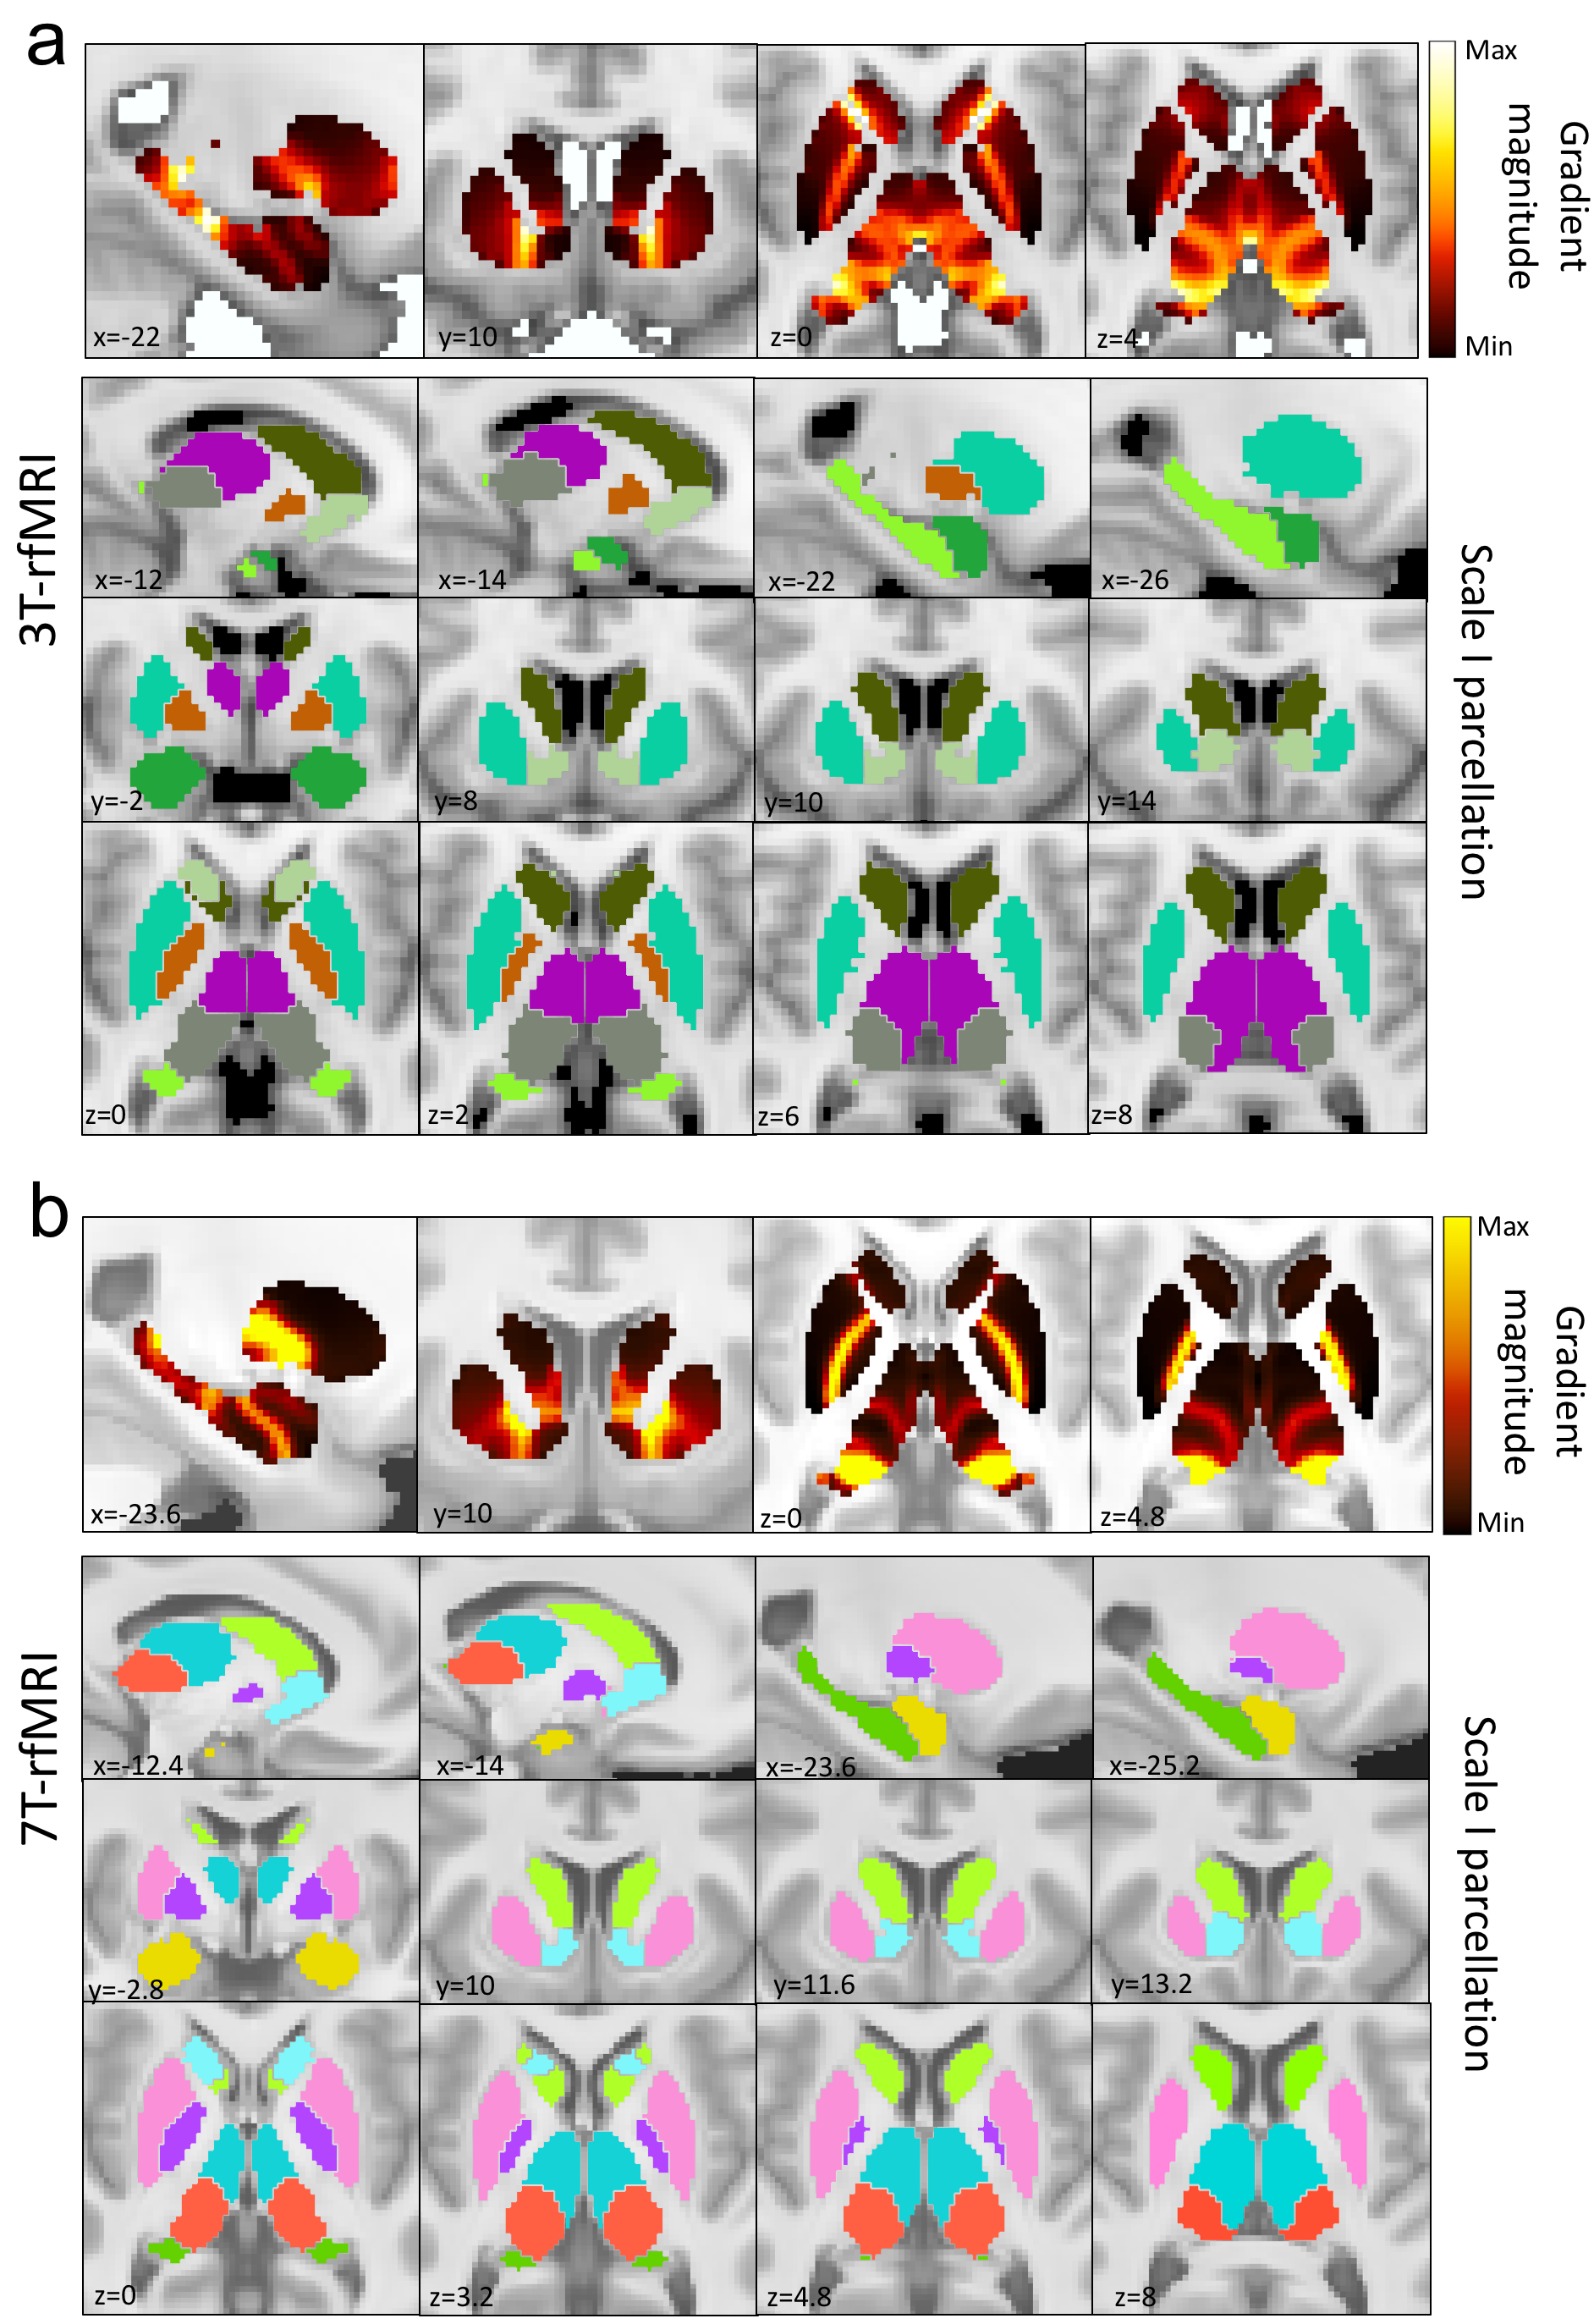 a
x=-22
y=10
z=0
z=4
Max
Gradient
magnitude
Min
3T-rfMRI
x=-12
x=-14
x=-22
x=-26
y=-2
y=8
y=10
y=14
z=0
z=2
z=6
z=8
Scale I parcellation
b
x=-23.6
y=10
z=0
z=4.8
Max
Gradient
magnitude
Min
7T-rfMRI
x=-12.4
x=-14
x=-23.6
x=-25.2
y=-2.8
y=10
y=11.6
y=13.2
z=0
z=3.2
z=4.8
z=8
Scale I parcellation